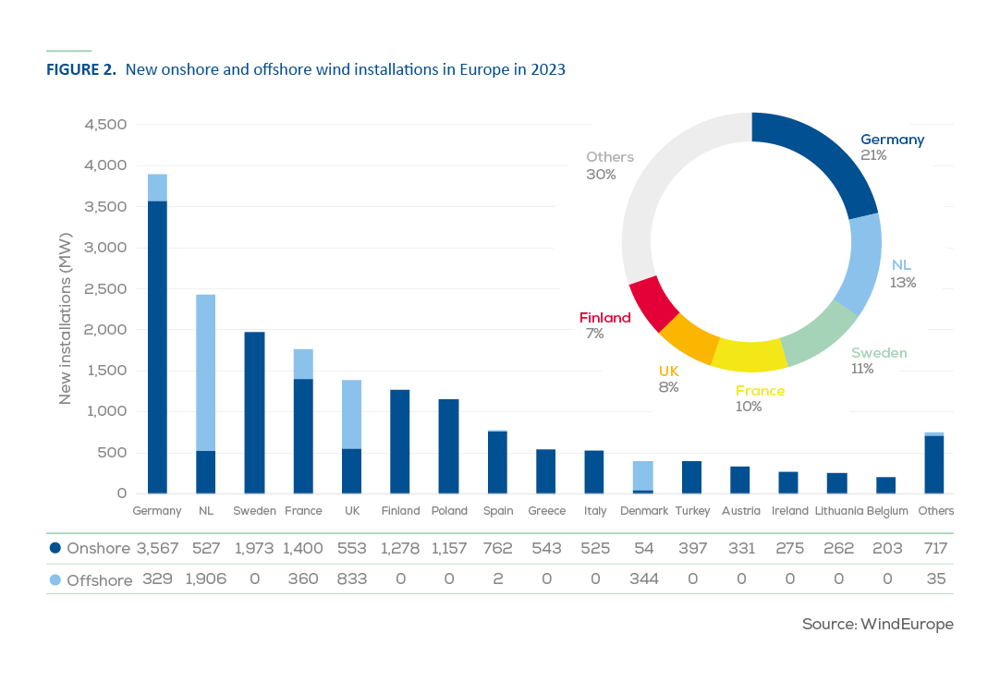 FIGURE 2. New onshore and offshore wind installations in Europe in 2023
New installations (MW)
4,500
4,000
3,500
3,000
2,500
2,000
1,500
1,000
500
0
Germany
21%
NL
13%
Sweden
11%
France
10%
UK
8%
Finland
7%
Others
30%
Germany NL Sweden France UK Finland Poland Spain Greece Italy Denmark Turkey Austria Ireland Lithuania Belgium Others
Onshore 3,567 527 1,973 1,400 553 1,278 1,157 762 543 525 54 397 331 275 262 203 717
Offshore 329 1,906 0 360 833 0 0 2 0 0 344 0 0 0 0 0 35
Source: WindEurope